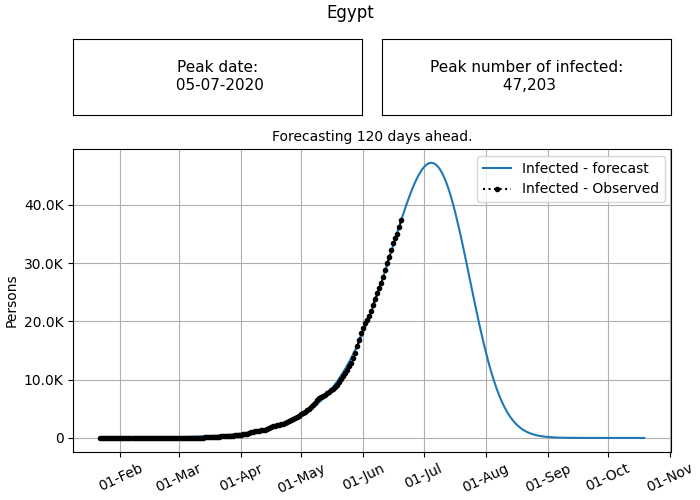 Egypt
Peak date:
05-07-2020
Peak number of infected:
47,203
Forecasting 120 days ahead.
Infected - forecast
Infected - Observed
Persons
40.0K
30.0K
20.0K
10.0K
0
01-Feb
01-Mar
01-Apr
01-May
01-Jun
01-Jul
01-Aug
01-Sep
01-Oct
01-Nov